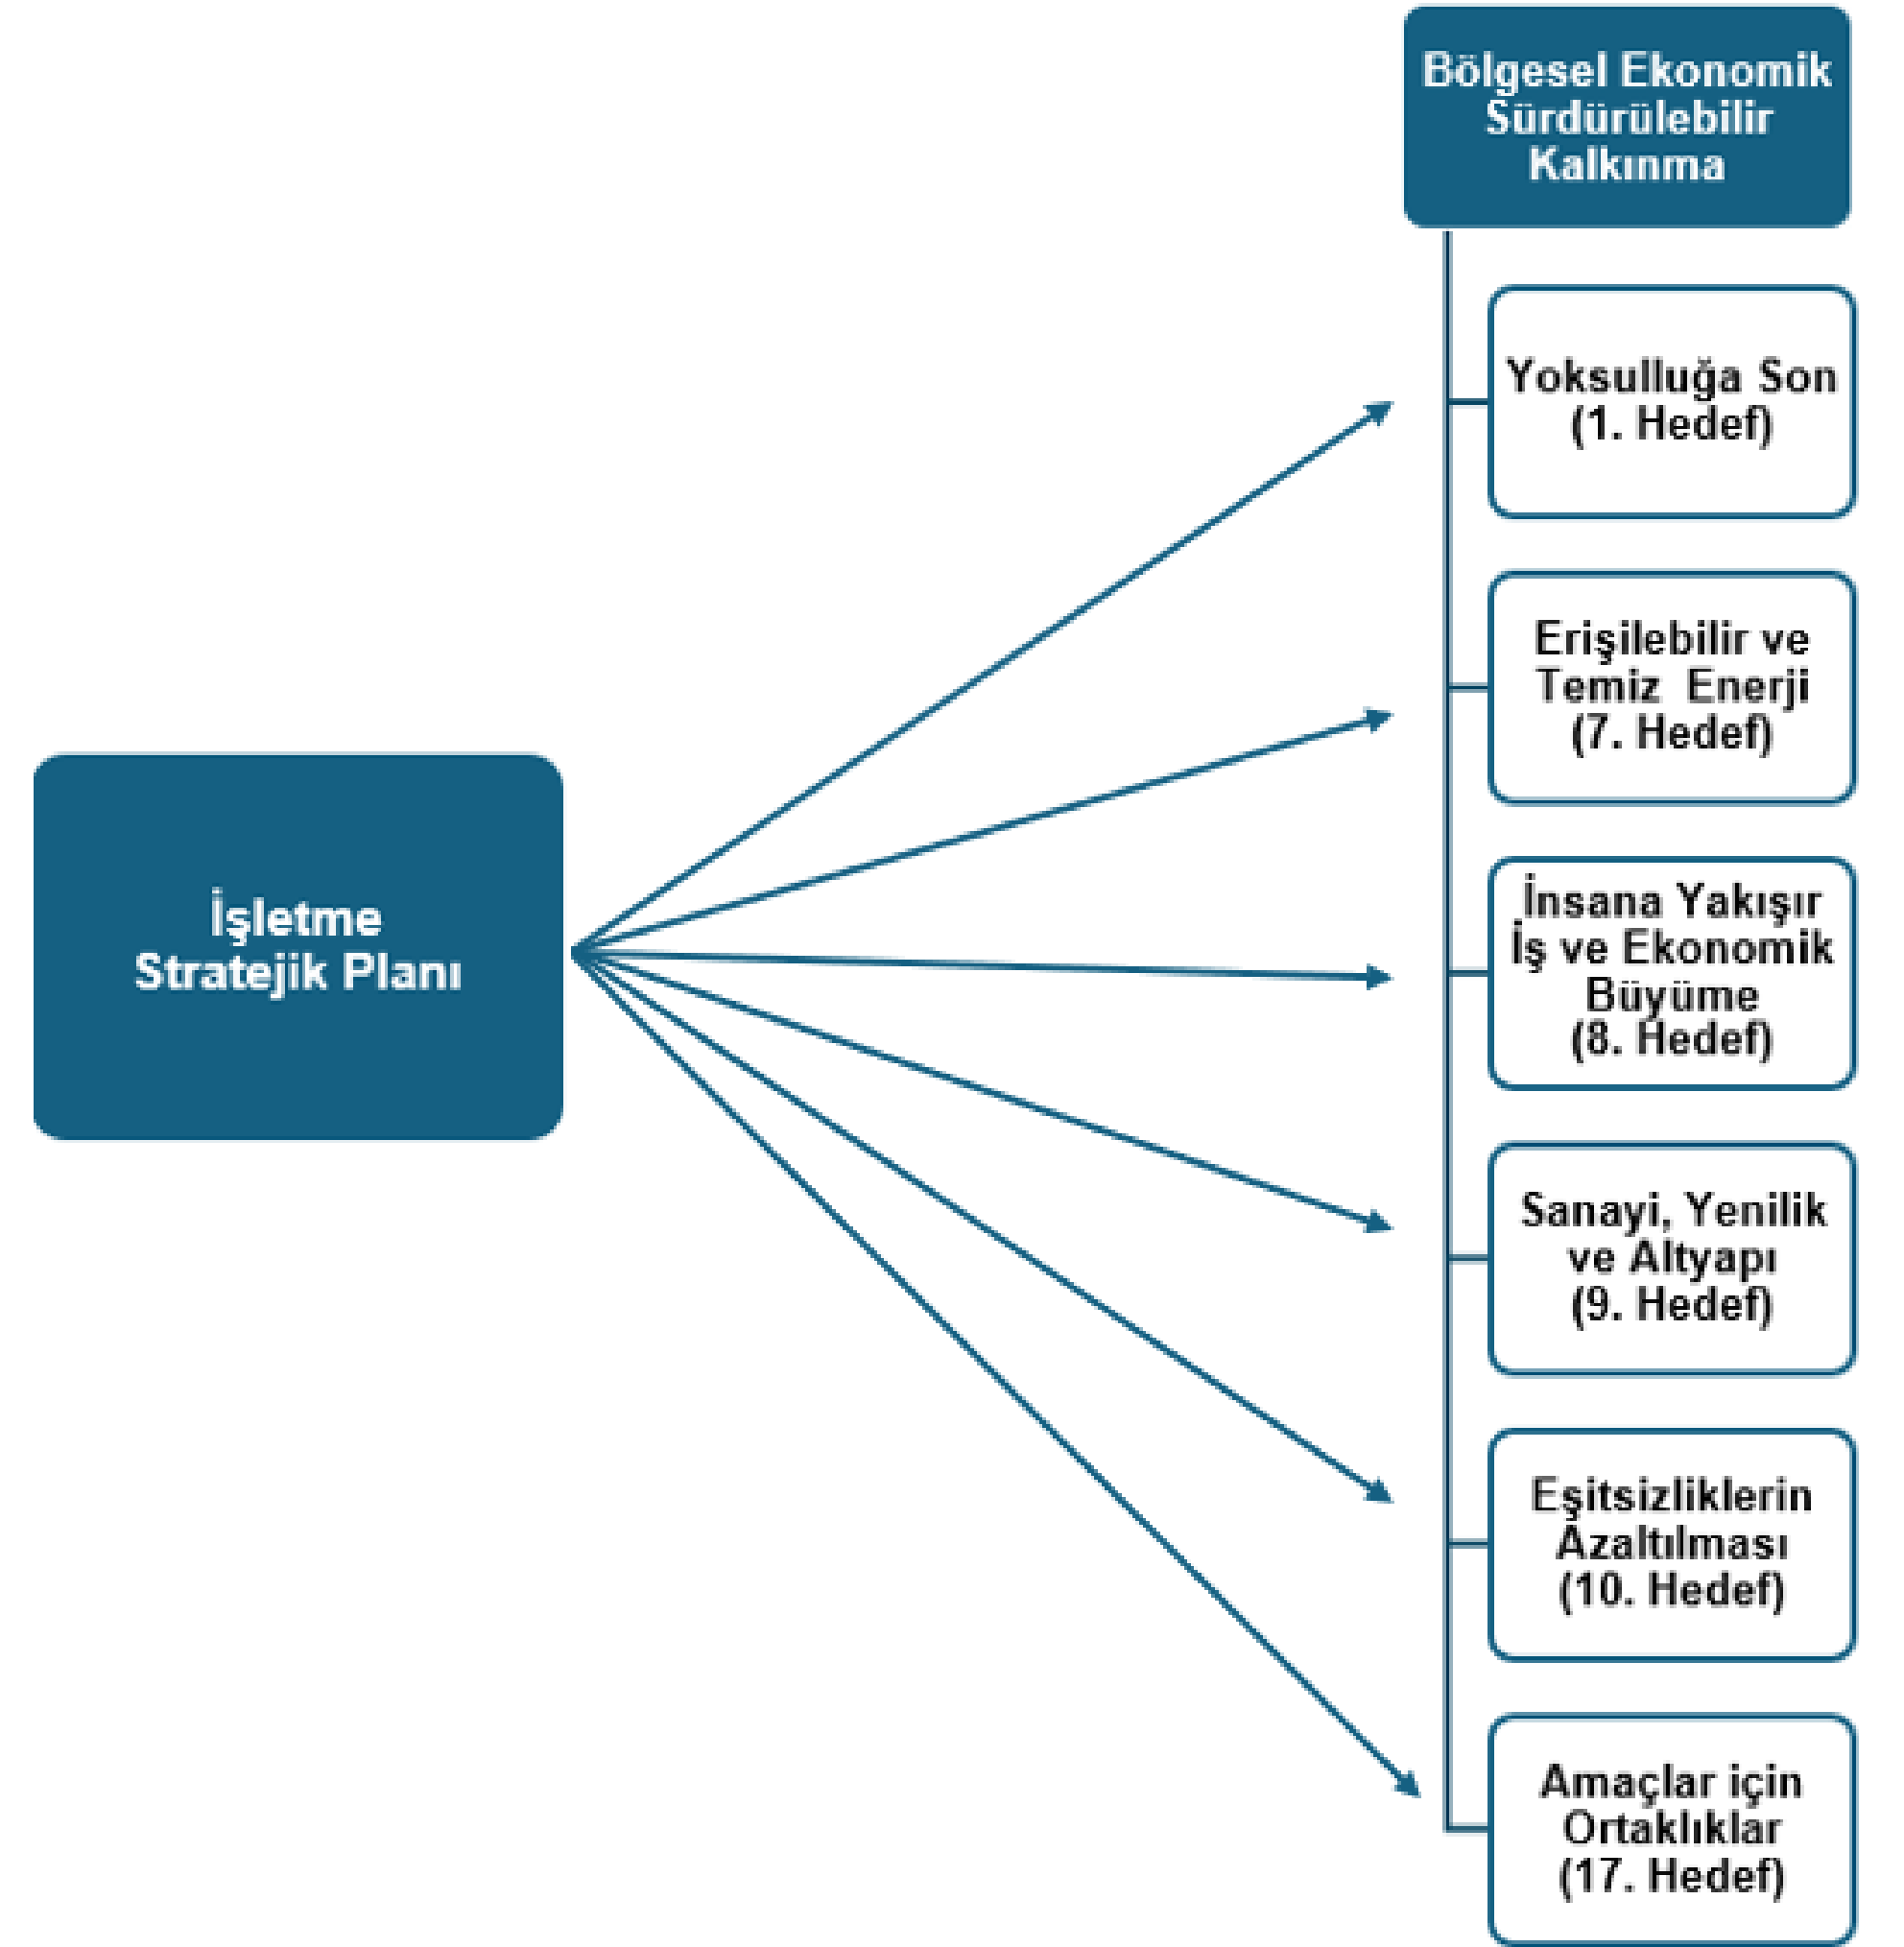 Bölgesel Ekonomik
Sürdürülebilir
Kalkınma
Yoksulluğa Son
(1. Hedef)
Erişilebilir ve
Temiz Enerji
(7. Hedef)
İşletme
Stratejik Planı
İnsana Yakışır
İş ve Ekonomik
Büyüme
(8. Hedef)
Sanayi, Yenilik
ve Altyapı
(9. Hedef)
Eşitsizliklerin
Azaltılması
(10. Hedef)
Amaçlar için
Ortaklıklar
(17. Hedef)